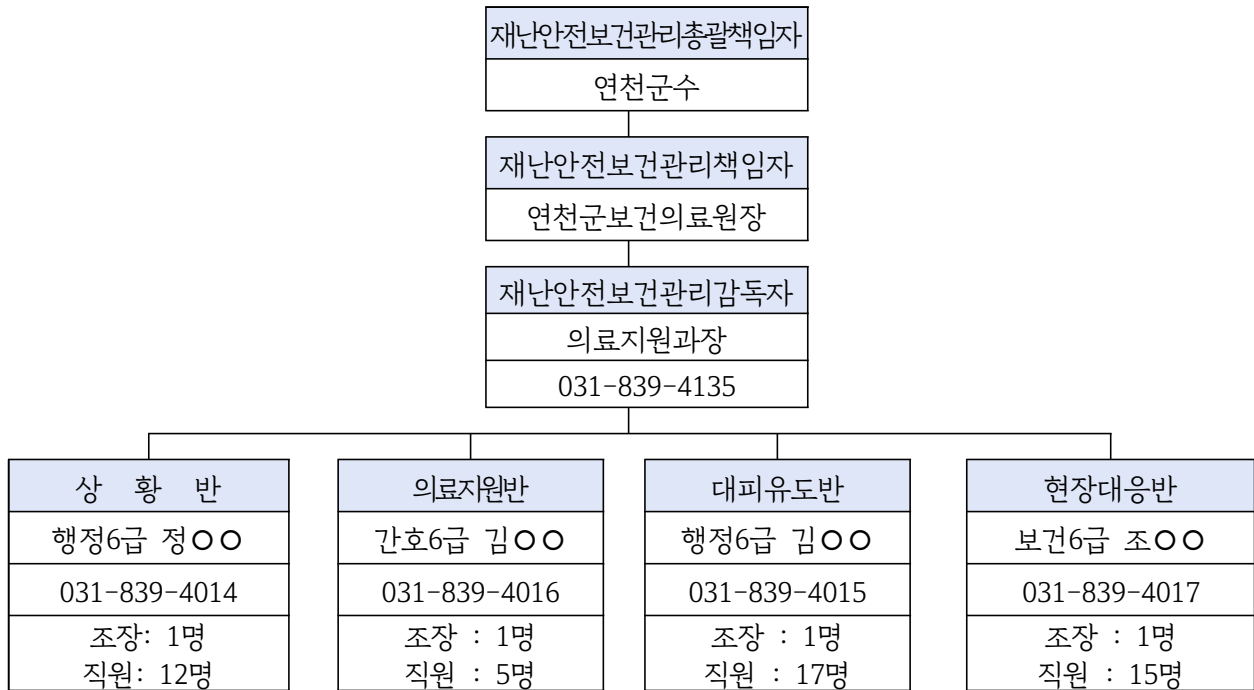 재난안전보건관리총괄책임자
연천군수
재난안전보건관리책임자
연천군보건의료원장
재난안전보건관리감독자
의료지원과장
031-839-4135
상 황 반
행정6급 정○○
031-839-4014
조장: 1명
직원: 12명
의료지원반
간호6급 김○○
031-839-4016
조장 : 1명
직원 : 5명
대피유도반
행정6급 김○○
031-839-4015
조장 : 1명
직원 : 17명
현장대응반
보건6급 조○○
031-839-4017
조장 : 1명
직원 : 15명